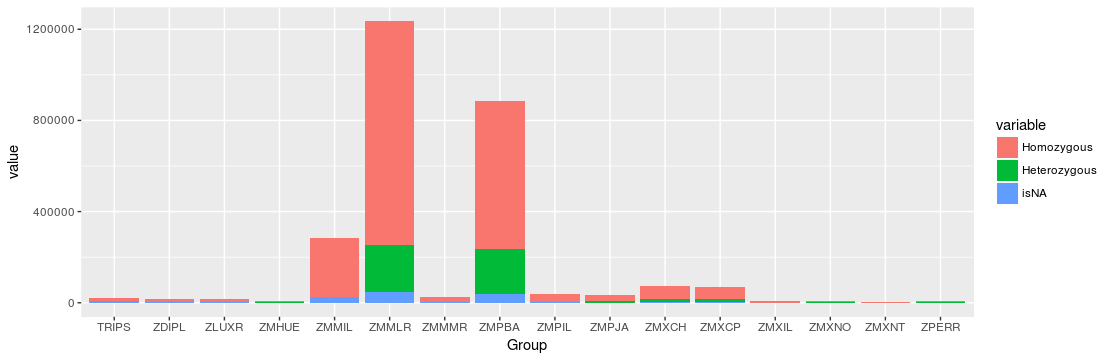 1200000
800000
400000
0
value
TRIPS ZDIPL ZLUXR ZMHUE ZMMIL ZMMLR ZMMMR ZMPBA ZMPIL ZMPJA ZMXCH ZMXCP ZMXIL ZMXNO ZMXNT ZPERR
Group
variable
Homozygous
Heterozygous
isNA